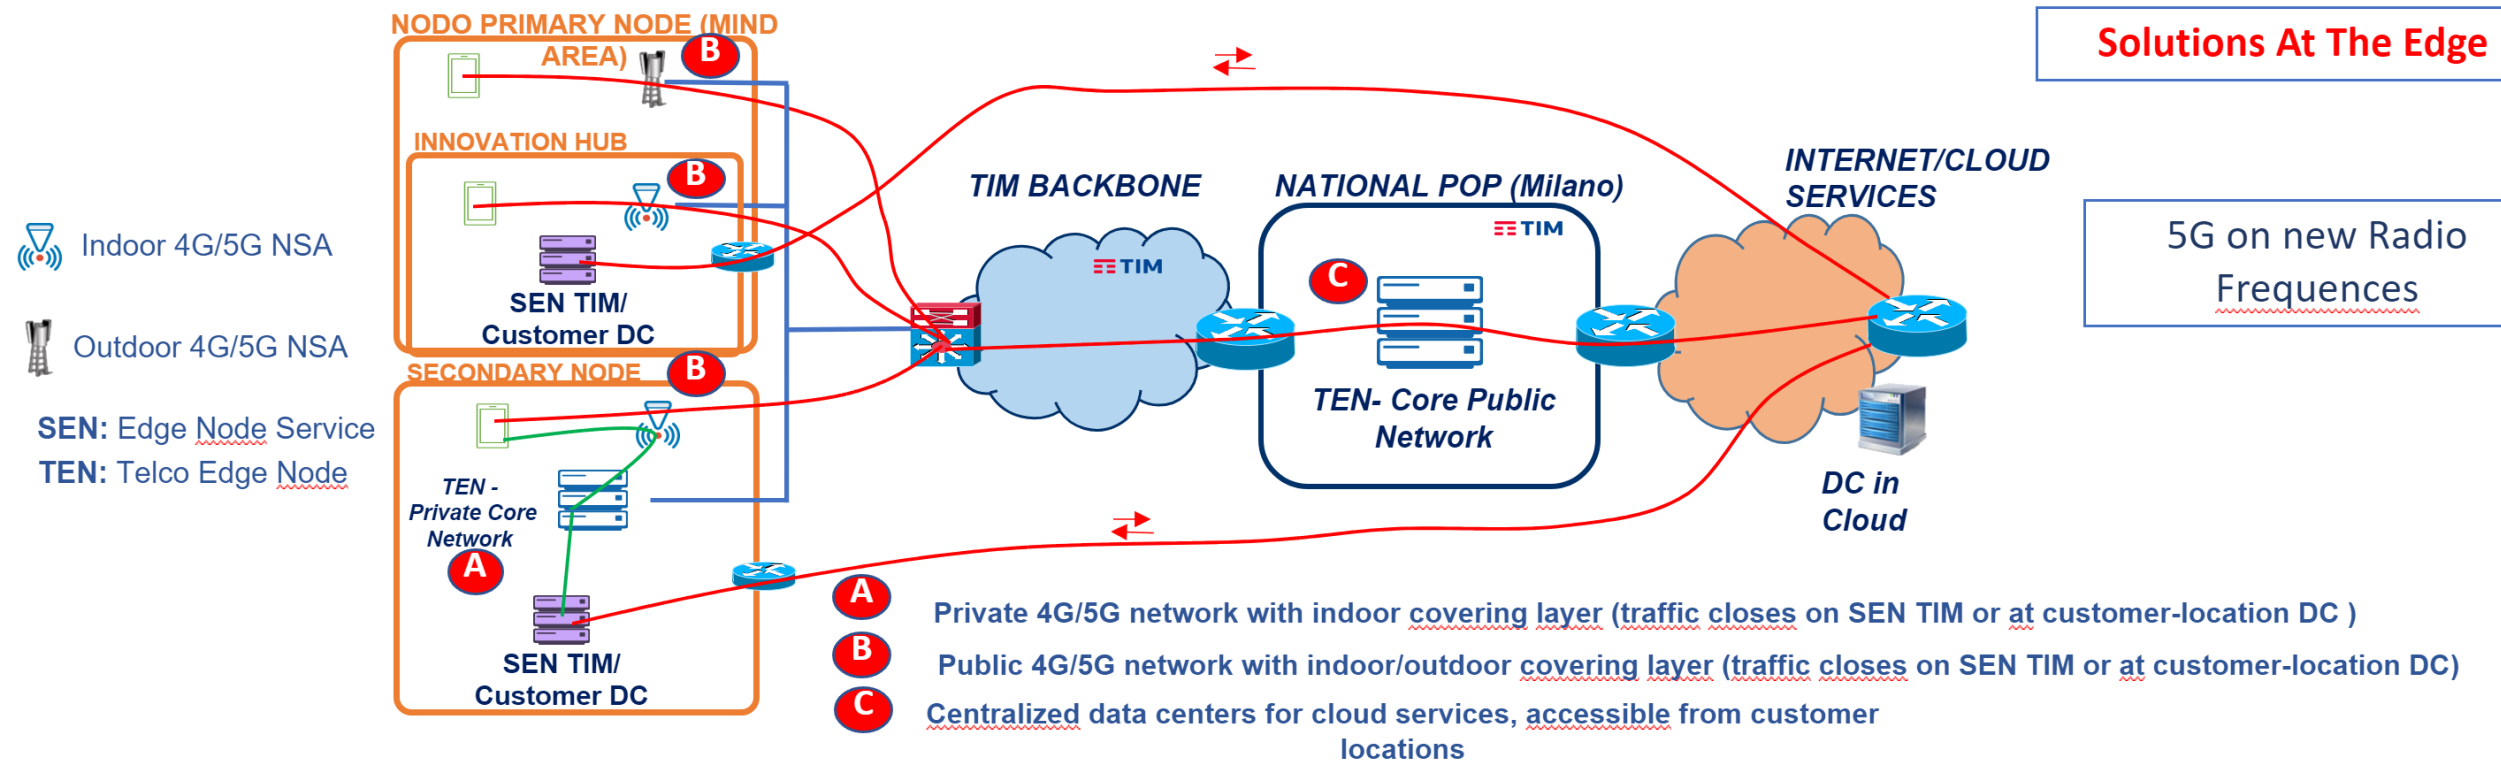 NODO PRIMARY NODE (MIND
AREA)
B
Solutions At The Edge
INNOVATION HUB
B
SEN TIM/
Customer DC
Indoor 4G/5G NSA
Outdoor 4G/5G NSA
SEN: Edge Node Service
TEN: Telco Edge Node
SECONDARY NODE
B
TEN -
Private Core
Network
A
SEN TIM/
Customer DC
TIM BACKBONE
TIM
NATIONAL POP (Milano)
TIM
C
TEN- Core Public
Network
INTERNET/CLOUD
SERVICES
DC in
Cloud
5G on new Radio
Frequences
A
Private 4G/5G network with indoor covering layer (traffic closes on SEN TIM or at customer-location DC )
B
Public 4G/5G network with indoor/outdoor covering layer (traffic closes on SEN TIM or at customer-location DC)
C
Centralized data centers for cloud services, accessible from customer
locations